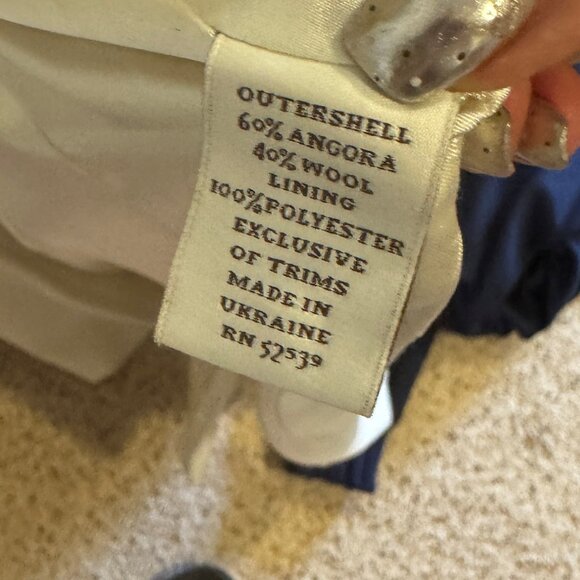 OUTERSHELL
60% ANGORA
40% WOOL
LINING
100% POLYESTER
EXCLUSIVE
OF TRIMS
MADE IN
UKRAINE
RN 52539